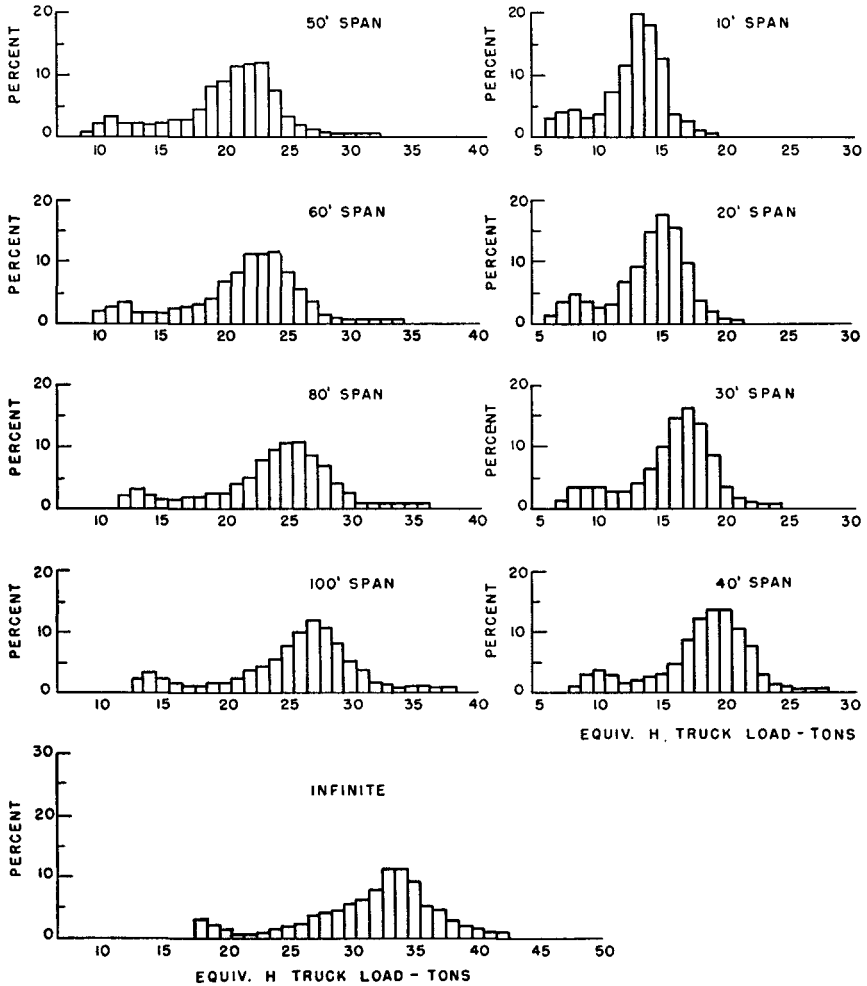 50' SPAN
PERCENT
20
10
0
10 15 20 25 30 35 40
10' SPAN
PERCENT
20
10
0
5 10 15 20 25 30
60' SPAN
PERCENT
20
10
0
10 15 20 25 30 35 40
20' SPAN
PERCENT
20
10
0
5 10 15 20 25 30
80' SPAN
PERCENT
20
10
0
10 15 20 25 30 35 40
30' SPAN
PERCENT
20
10
0
5 10 15 20 25 30
100' SPAN
PERCENT
20
10
0
10 15 20 25 30 35 40
40' SPAN
PERCENT
20
10
0
5 10 15 20 25 30
EQUIV. H. TRUCK LOAD-TONS
INFINITE
PERCENT
30
20
10
0
10 15 20 25 30 35 40 45 50
EQUIV. H TRUCK LOAD - TONS